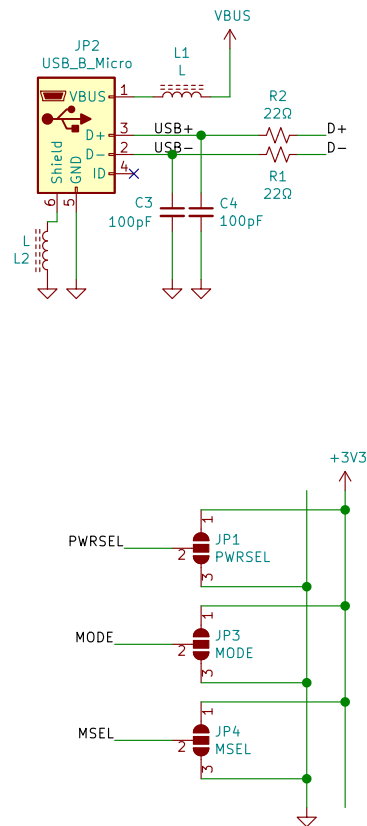 VBUS
L1
L
JP2
USB_B_Micro
VBUS
1
R2
22Ω
D+
3
USB+
D+
D-
2
USB-
D-
ID
4
R1
22Ω
Shield
GND
6
5
C3
100pF
C4
100pF
L
L2
+3V3
1
PWRSEL
2
JP1
PWRSEL
3
1
MODE
2
JP3
MODE
3
1
MSEL
2
JP4
MSEL
3